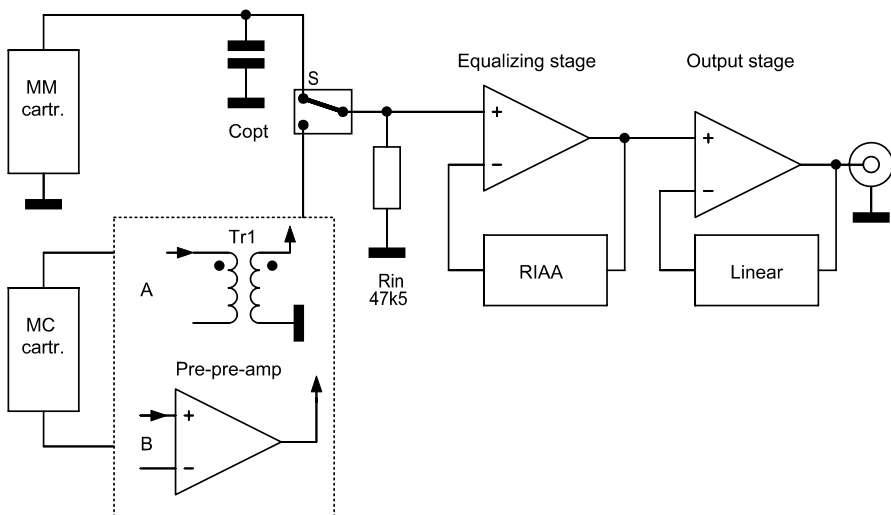 Equalizing stage
Output stage
MM
cartr.
S
Copt
+
−
+
−
Tr1
A
RIAA
Linear
Rin
47k5
MC
cartr.
Pre-pre-amp
+
B
−